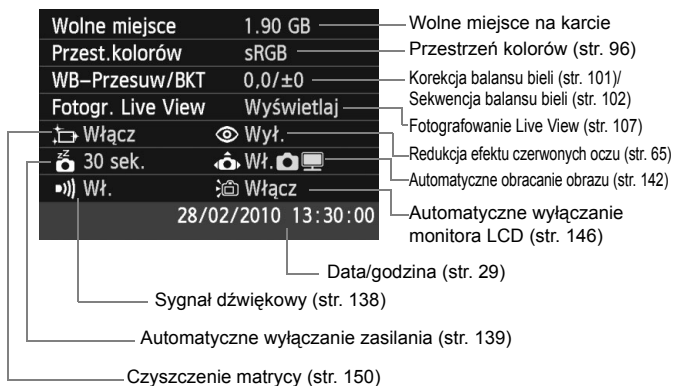 Wolne miejsce 1.90 GB
Wolne miejsce na karcie
Przest.kolorów sRGB
Przestrzeń kolorów (str. 96)
WB–Przesuw/BKT 0,0/±0
Korekcja balansu bieli (str. 101)/
Sekwencja balansu bieli (str. 102)
Fotogr. Live View Wyświetlaj
Fotografowanie Live View (str. 107)
Włącz Wył.
Redukcja efektu czerwonych oczu (str. 65)
zz 30 sek. Wł.
Automatyczne obracanie obrazu (str. 142)
Wł. Włącz
Automatyczne wyłączanie
monitora LCD (str. 146)
28/02/2010 13:30:00
Data/godzina (str. 29)
Sygnał dźwiękowy (str. 138)
Automatyczne wyłączanie zasilania (str. 139)
Czyszczenie matrycy (str. 150)